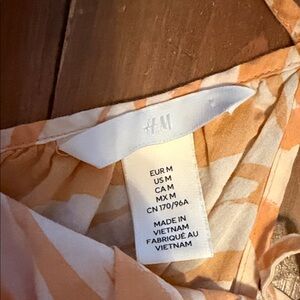 H&M
EUR M
US M
CA M
MX M
CN 170/96A
MADE IN
VIETNAM
FABRIQUÉ AU
VIETNAM